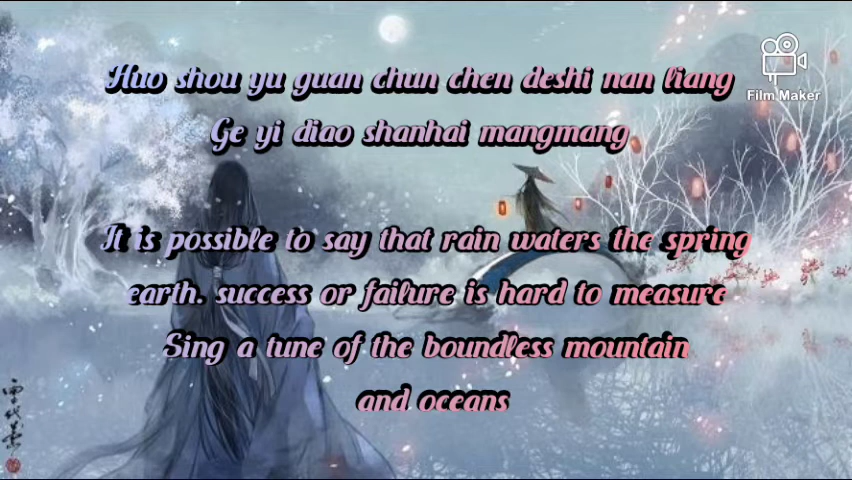 Huo shou yu guan chun chen deshi nan liang
Film Maker
Ge yi diao shanhai mangmang
It is possible to say that rain waters the spring
earth. success or failure is hard to measure
Sing a tune of the boundless mountain
and oceans